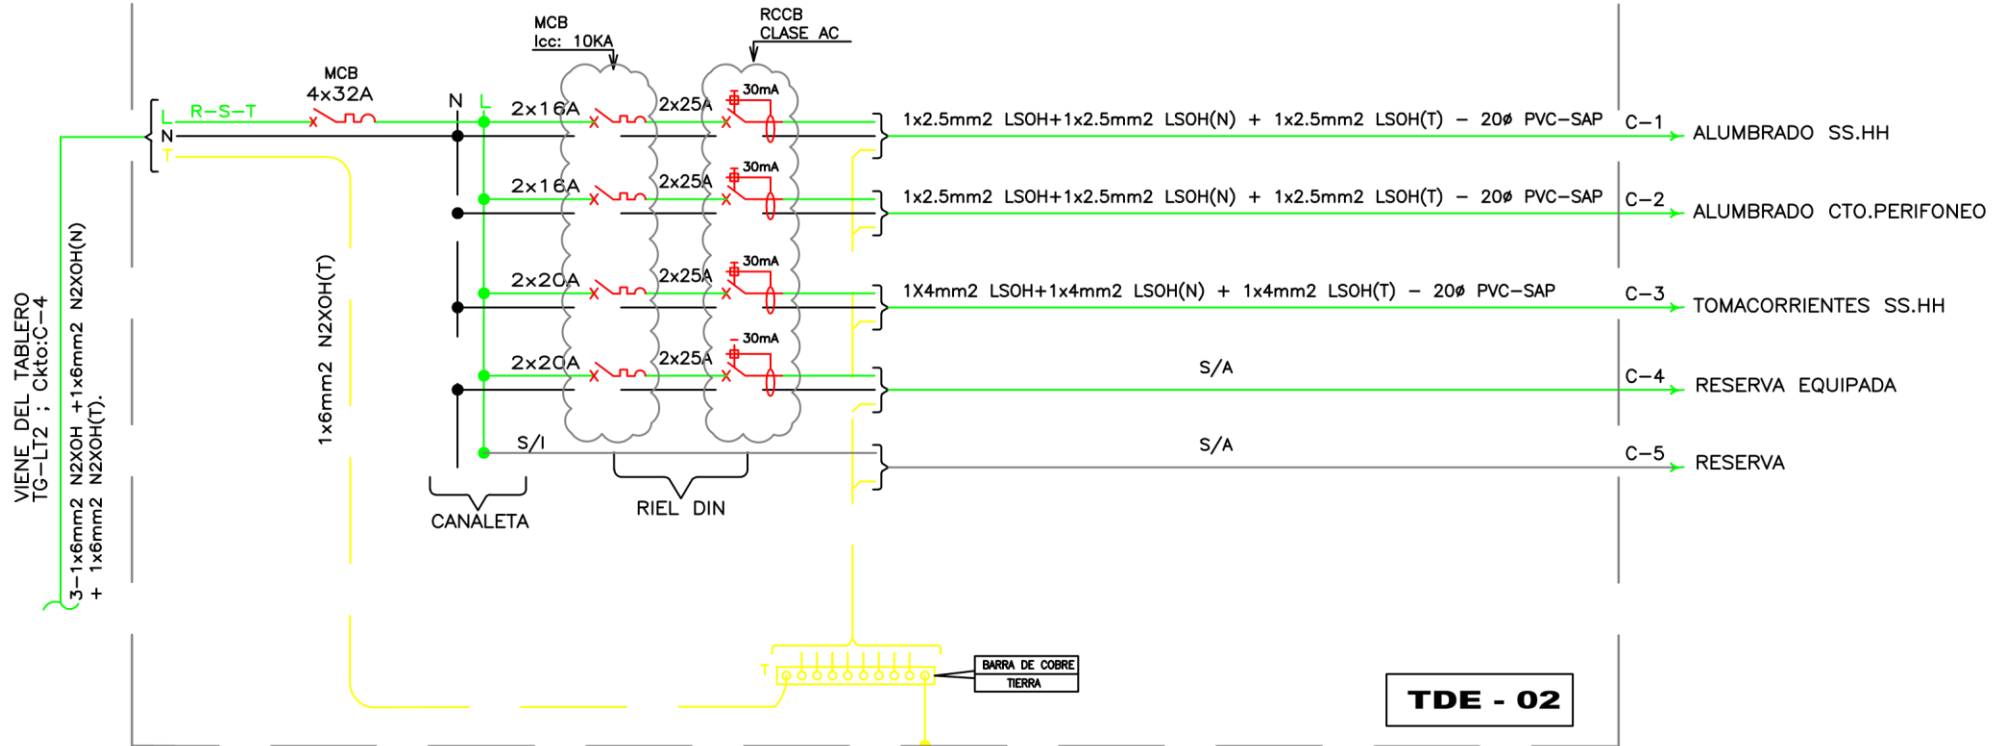 MCB
Icc: 10KA
RCCB
CLASE AC
MCB
4x32A
L
R-S-T
N
T
N
L
2x16A
2x25A
30mA
1x2.5mm2 LSOH+1x2.5mm2 LSOH(N) + 1x2.5mm2 LSOH(T) - 20ø PVC-SAP
C-1
ALUMBRADO SS.HH
2x16A
2x25A
30mA
1x2.5mm2 LSOH+1x2.5mm2 LSOH(N) + 1x2.5mm2 LSOH(T) - 20ø PVC-SAP
C-2
ALUMBRADO CTO.PERIFONEO
2x20A
2x25A
30mA
1X4mm2 LSOH+1x4mm2 LSOH(N) + 1x4mm2 LSOH(T) - 20ø PVC-SAP
C-3
TOMACORRIENTES SS.HH
2x20A
2x25A
30mA
S/A
C-4
RESERVA EQUIPADA
S/I
S/A
C-5
RESERVA
VIENE DEL TABLERO
TG-LT2 ; Ckto:C-4
3-1x6mm2 N2XOH +1x6mm2 N2XOH(N)
+ 1x6mm2 N2XOH(T).
1x6mm2 N2XOH(T)
CANALETA
RIEL DIN
T
BARRA DE COBRE
TIERRA
TDE - 02